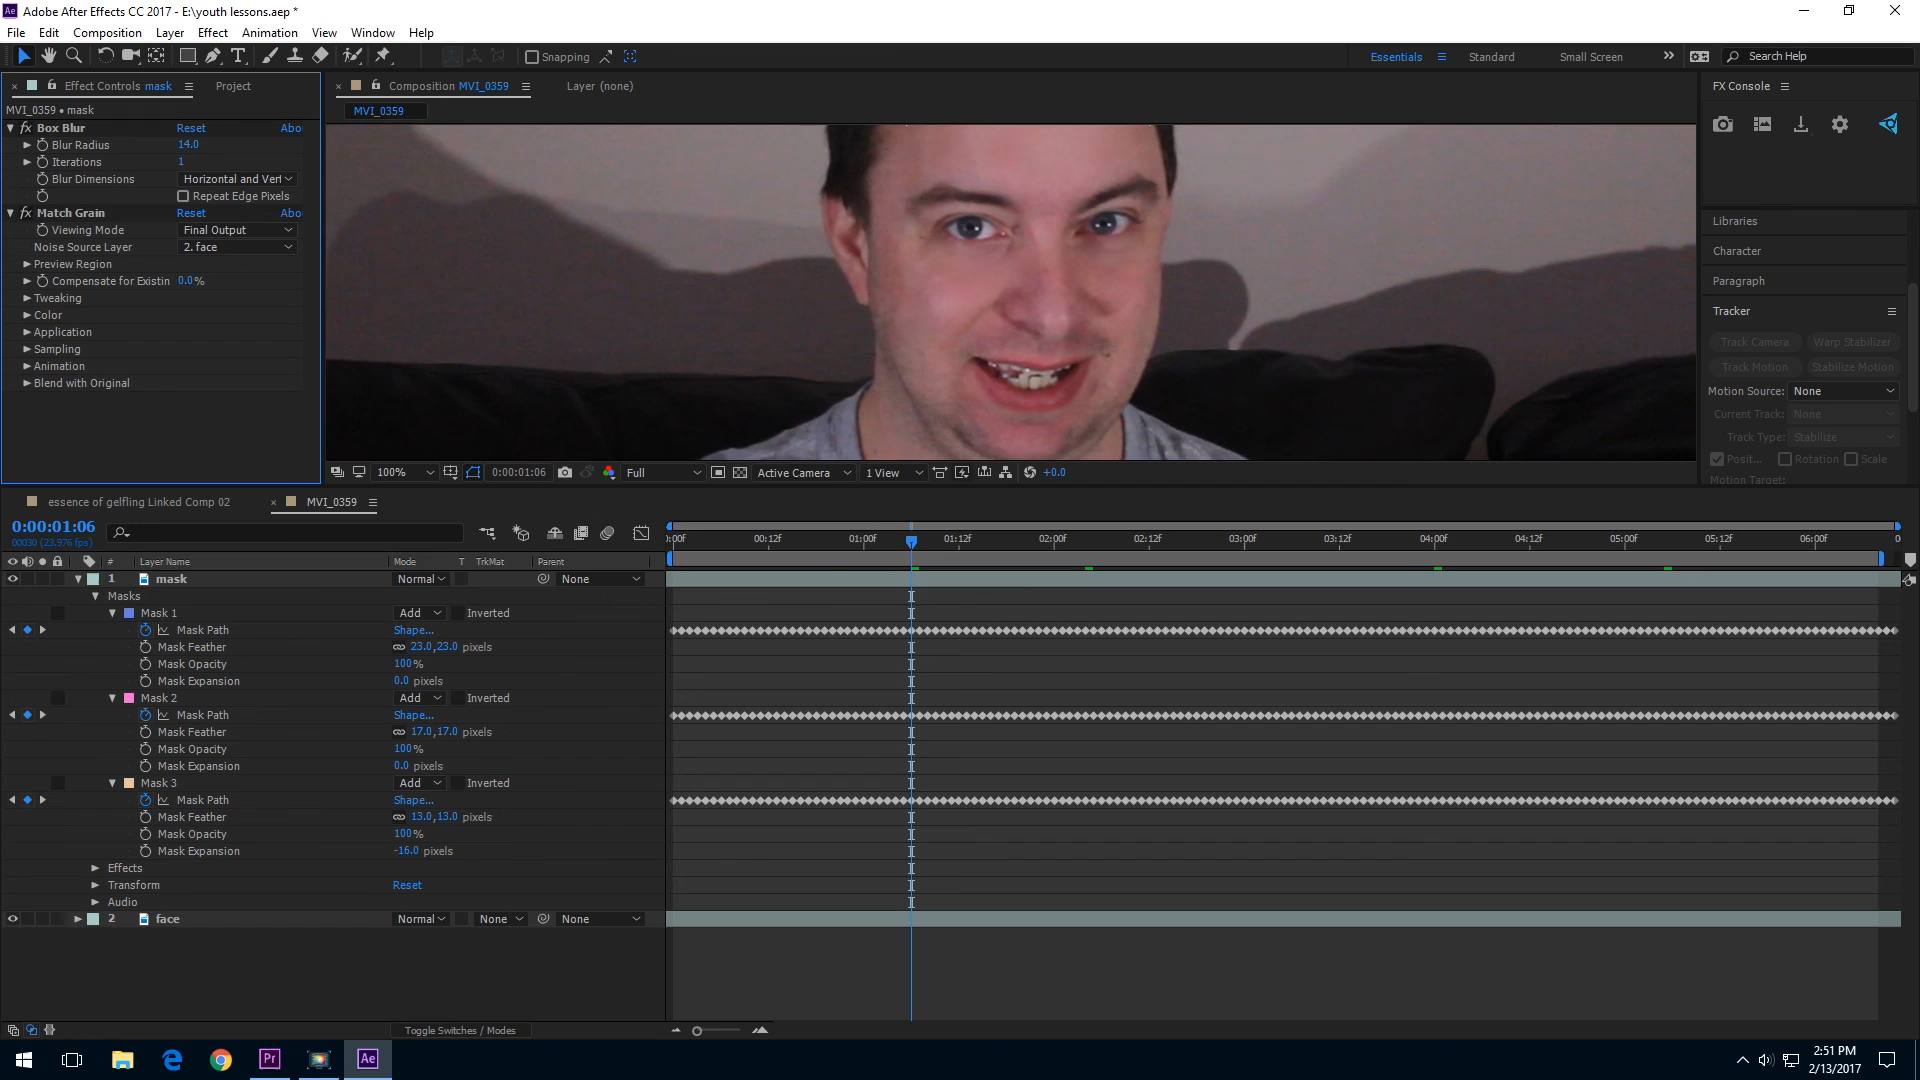 Adobe After Effects CC 2017 - E:\youth lessons.aep *
File Edit Composition Layer Effect Animation View Window Help
Snapping
Essentials
Standard
Small Screen
Search Help
Effect Controls mask
Project
MVI_0359 • mask
fx Box Blur Reset Abo
Blur Radius 14.0
Iterations 1
Blur Dimensions Horizontal and Vert
Repeat Edge Pixels
fx Match Grain Reset Abo
Viewing Mode Final Output
Noise Source Layer 2. face
Preview Region
Compensate for Existin 0.0%
Tweaking
Color
Application
Sampling
Animation
Blend with Original
Composition MVI_0359
Layer (none)
MVI_0359
100% 0:00:01:06 Full Active Camera 1 View +0.0
FX Console
Libraries
Character
Paragraph
Tracker
Track Camera Warp Stabilizer
Track Motion Stabilize Motion
Motion Source: None
Current Track: None
Track Type: Stabilize
Posit... Rotation Scale
Motion Target:
essence of gelfling Linked Comp 02
MVI_0359
0:00:01:06
00030 (23.976 fps)
:00f 00:12f 01:00f 01:12f 02:00f 02:12f 03:00f 03:12f 04:00f 04:12f 05:00f 05:12f 06:00f 0
# Layer Name Mode T TrkMat Parent
1 mask Normal None
Masks
Mask 1 Add Inverted
Mask Path Shape...
Mask Feather 23.0,23.0 pixels
Mask Opacity 100%
Mask Expansion 0.0 pixels
Mask 2 Add Inverted
Mask Path Shape...
Mask Feather 17.0,17.0 pixels
Mask Opacity 100%
Mask Expansion 0.0 pixels
Mask 3 Add Inverted
Mask Path Shape...
Mask Feather 13.0,13.0 pixels
Mask Opacity 100%
Mask Expansion -16.0 pixels
Effects
Transform Reset
Audio
2 face Normal None None
Toggle Switches / Modes
Pr
Ae
2:51 PM
2/13/2017